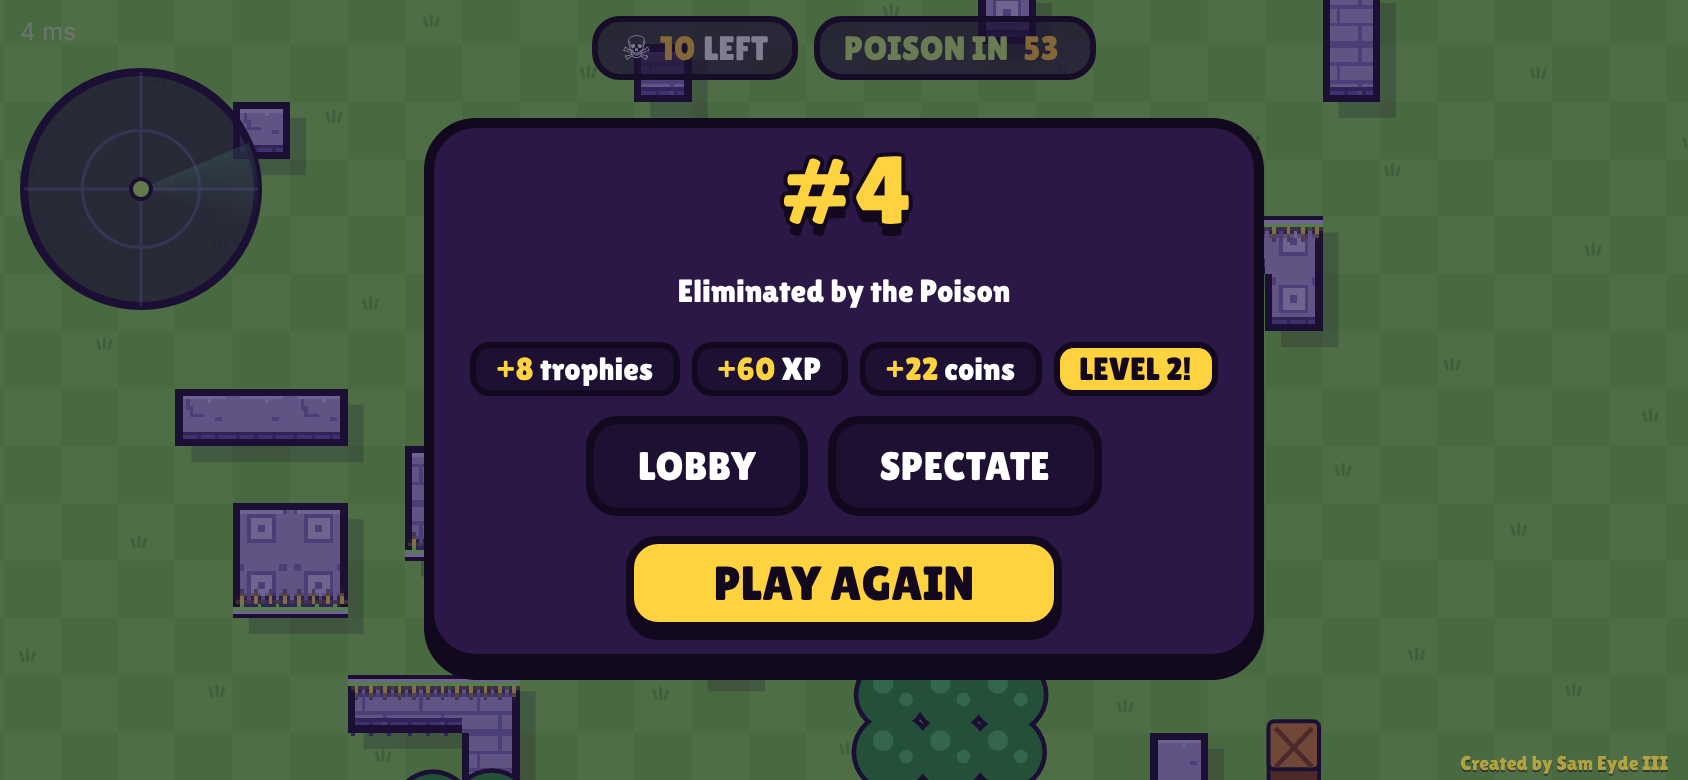 4 ms
☠ 10 LEFT
POISON IN 53
#4
Eliminated by the Poison
+8 trophies
+60 XP
+22 coins
LEVEL 2!
LOBBY
SPECTATE
PLAY AGAIN
Created by Sam Eyde III